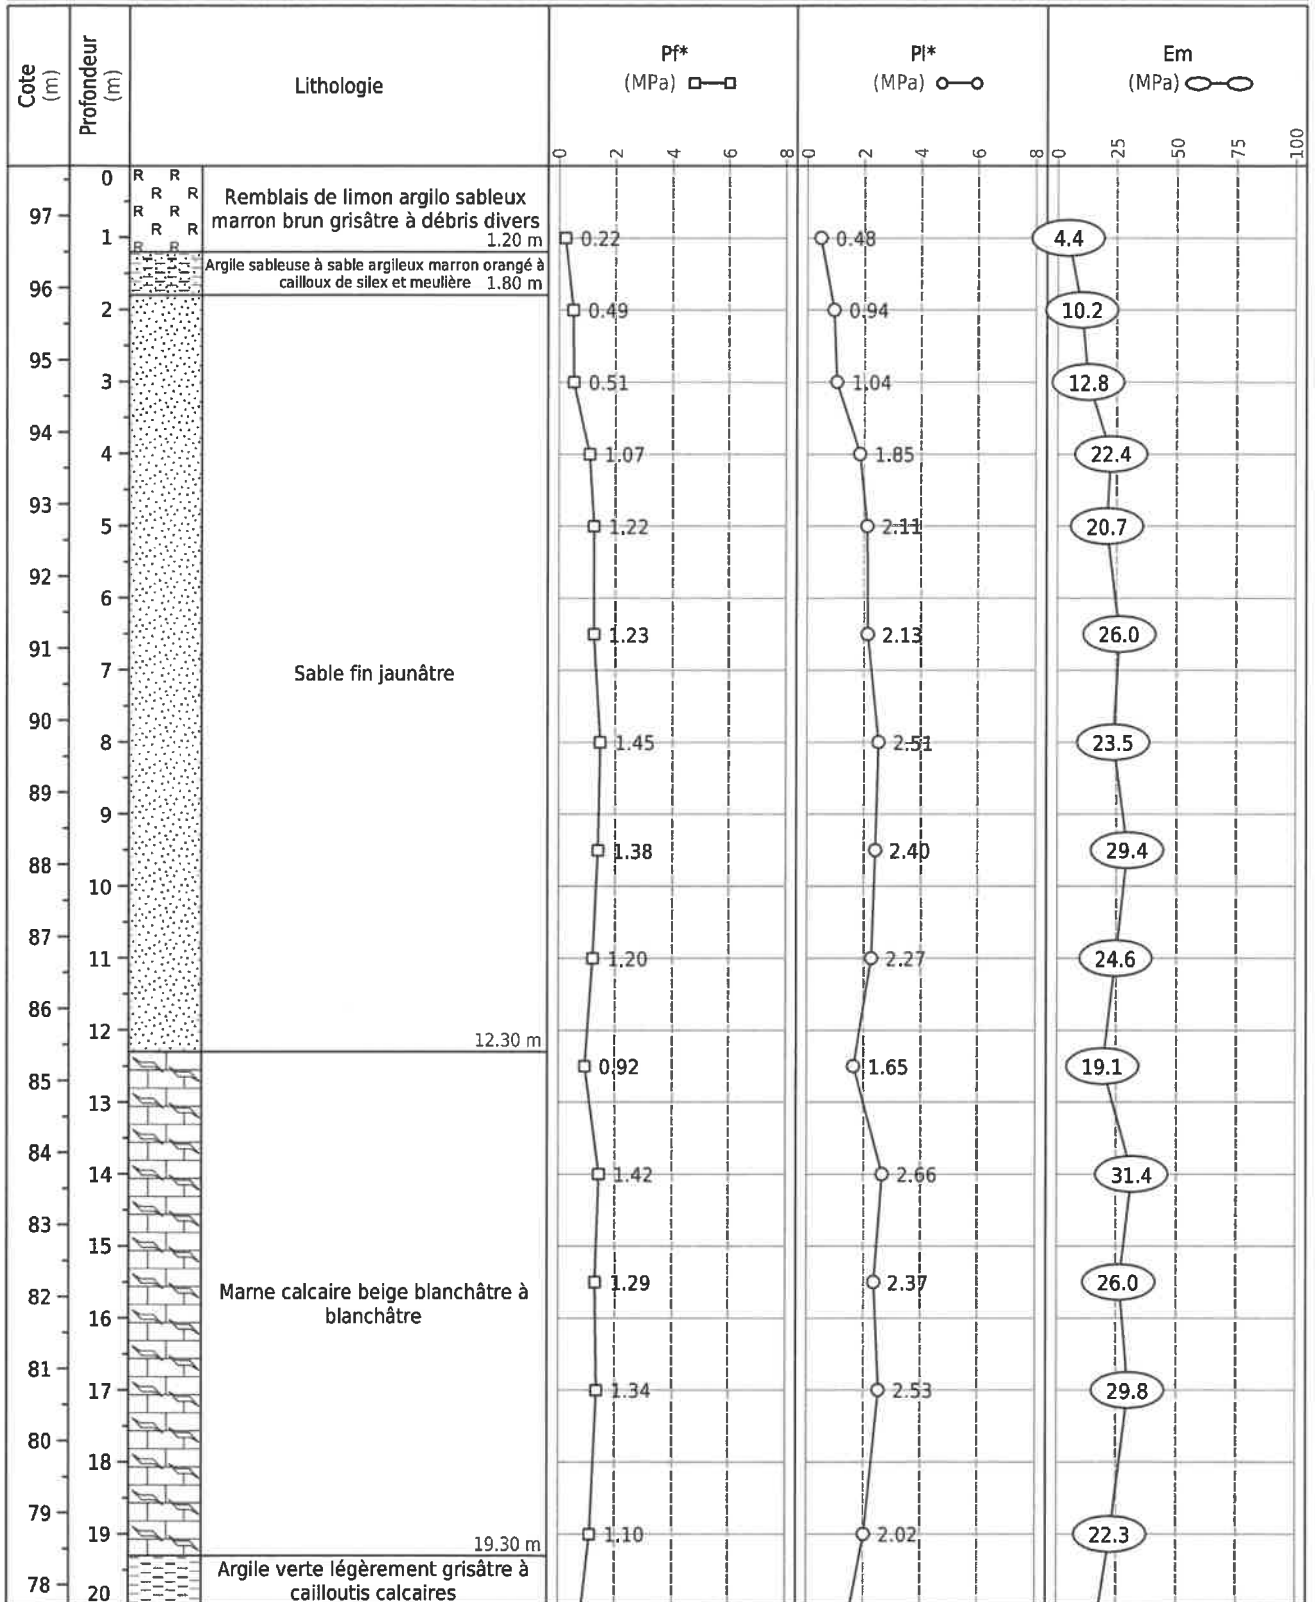 Cote
(m)
Profondeur
(m)
Lithologie
Pf*
(MPa)
0 2 4 6 8
Pl*
(MPa)
0 2 4 6 8
Em
(MPa)
0 25 50 75 100
0
R R
R R
R R
R R
R R
Remblais de limon argilo sableux
marron brun grisâtre à débris divers
1.20 m
97
1 0.22 0.48 4.4
Argile sableuse à sable argileux marron orangé à
cailloux de silex et meulière 1.80 m
96
2 0.49 0.94 10.2
95
3 0.51 1.04 12.8
94
4 1.07 1.85 22.4
93
5 1.22 2.11 20.7
92
6
1.23 2.13 26.0
91
7
Sable fin jaunâtre
90
8 1.45 2.51 23.5
89
9
1.38 2.40 29.4
88
10
87
11 1.20 2.27 24.6
86
12
12.30 m
0.92 1.65 19.1
85
13
84
14 1.42 2.66 31.4
83
15
1.29 2.37 26.0
82
Marne calcaire beige blanchâtre à
blanchâtre
16
81
17 1.34 2.53 29.8
80
18
79
19 1.10 2.02 22.3
19.30 m
Argile verte légèrement grisâtre à
cailloutis calcaires
78
20